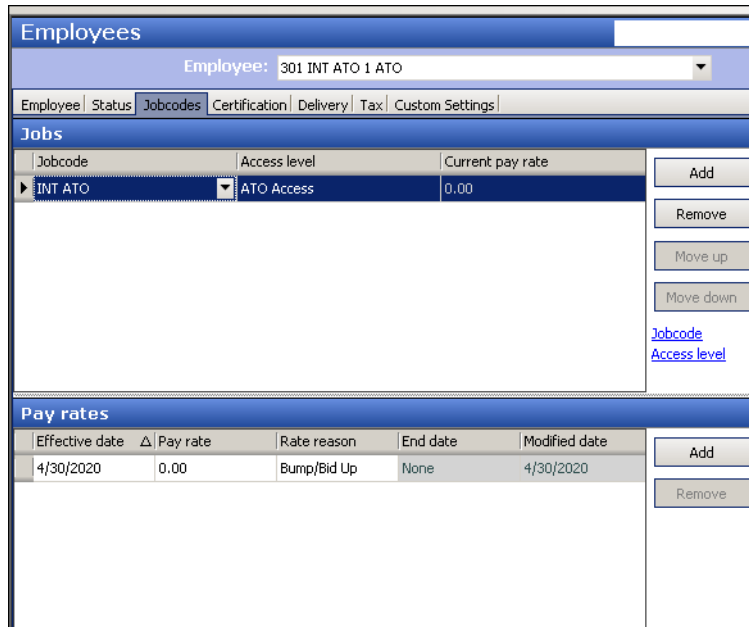 Employees
Employee: 301 INT ATO 1 ATO
Employee Status Jobcodes Certification Delivery Tax Custom Settings
Jobs
Jobcode Access level Current pay rate
INT ATO ATO Access 0.00
Add
Remove
Move up
Move down
Jobcode
Access level
Pay rates
Effective date Pay rate Rate reason End date Modified date
4/30/2020 0.00 Bump/Bid Up None 4/30/2020
Add
Remove